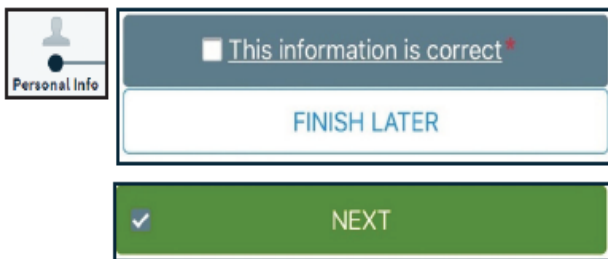 Personal Info
This information is correct*
FINISH LATER
NEXT